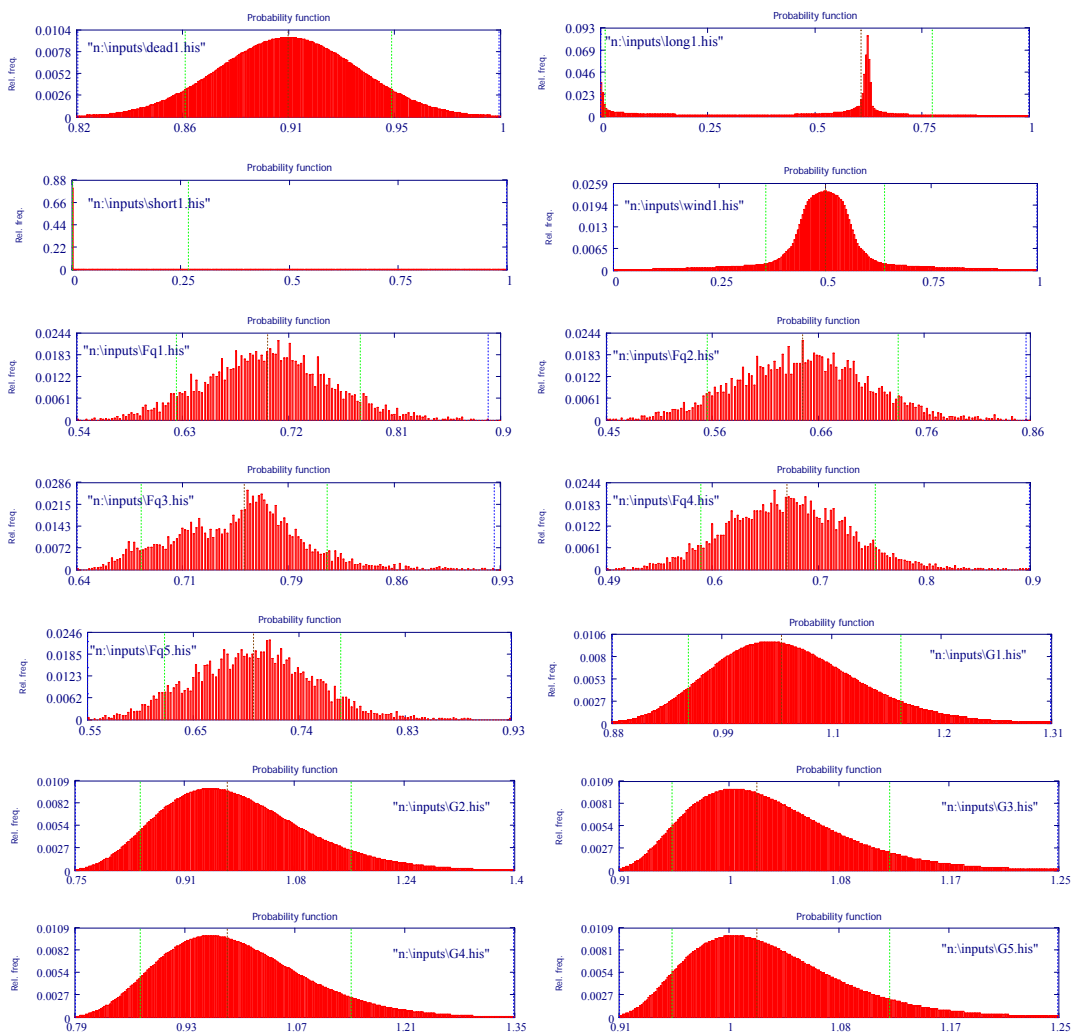 Probability function
Rel. freq.
0.0104
0.0078
0.0052
0.0026
0
"n:\inputs\dead1.his"
0.82 0.86 0.91 0.95 1
Probability function
Rel. freq.
0.093
0.069
0.046
0.023
0
"n:\inputs\long1.his"
0 0.25 0.5 0.75 1
Probability function
Rel. freq.
0.88
0.66
0.44
0.22
0
"n:\inputs\short1.his"
0 0.25 0.5 0.75 1
Probability function
Rel. freq.
0.0259
0.0194
0.013
0.0065
0
"n:\inputs\wind1.his"
0 0.25 0.5 0.75 1
Probability function
Rel. freq.
0.0244
0.0183
0.0122
0.0061
0
"n:\inputs\Fq1.his"
0.54 0.63 0.72 0.81 0.9
Probability function
Rel. freq.
0.0244
0.0183
0.0122
0.0061
0
"n:\inputs\Fq2.his"
0.45 0.56 0.66 0.76 0.86
Probability function
Rel. freq.
0.0286
0.0215
0.0143
0.0072
0
"n:\inputs\Fq3.his"
0.64 0.71 0.79 0.86 0.93
Probability function
Rel. freq.
0.0244
0.0183
0.0122
0.0061
0
"n:\inputs\Fq4.his"
0.49 0.6 0.7 0.8 0.9
Probability function
Rel. freq.
0.0246
0.0185
0.0123
0.0062
0
"n:\inputs\Fq5.his"
0.55 0.65 0.74 0.83 0.93
Probability function
Rel. freq.
0.0106
0.008
0.0053
0.0027
0
"n:\inputs\G1.his"
0.88 0.99 1.1 1.2 1.31
Probability function
Rel. freq.
0.0109
0.0082
0.0054
0.0027
0
"n:\inputs\G2.his"
0.75 0.91 1.08 1.24 1.4
Probability function
Rel. freq.
0.0109
0.0081
0.0054
0.0027
0
"n:\inputs\G3.his"
0.91 1 1.08 1.17 1.25
Probability function
Rel. freq.
0.0109
0.0082
0.0054
0.0027
0
"n:\inputs\G4.his"
0.79 0.93 1.07 1.21 1.35
Probability function
Rel. freq.
0.0109
0.0081
0.0054
0.0027
0
"n:\inputs\G5.his"
0.91 1 1.08 1.17 1.25